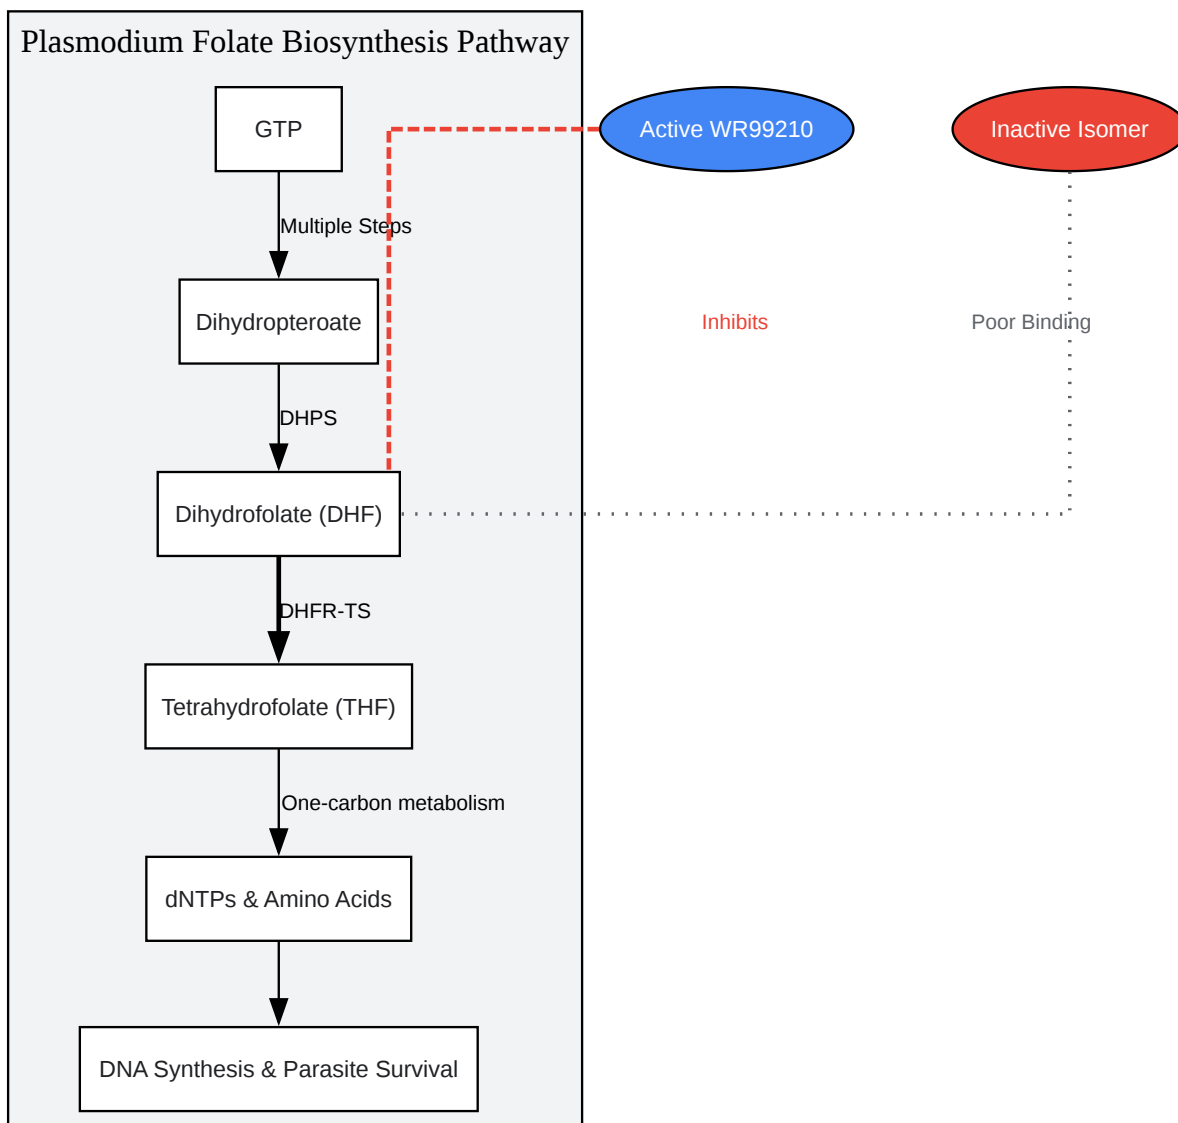 Plasmodium Folate Biosynthesis Pathway
GTP
Active WR99210
Inactive Isomer
Multiple Steps
Dihydropteroate
Inhibits
Poor Binding
DHPS
Dihydrofolate (DHF)
DHFR-TS
Tetrahydrofolate (THF)
One-carbon metabolism
dNTPs & Amino Acids
DNA Synthesis & Parasite Survival